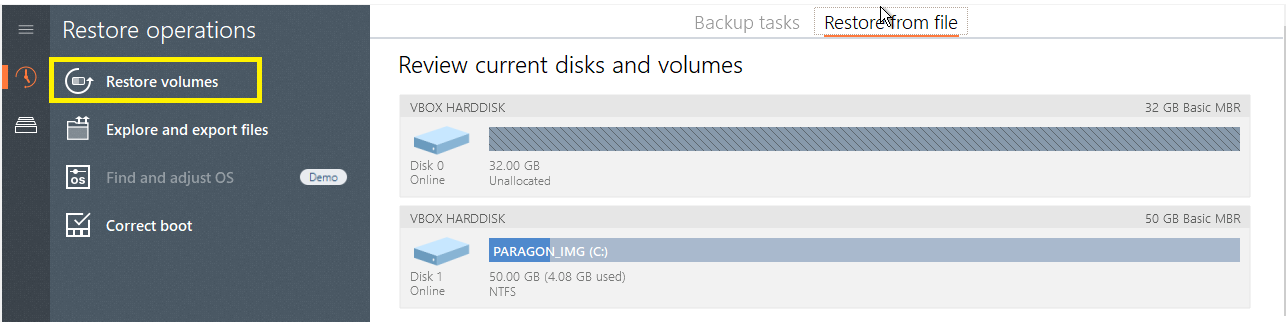 Restore operations
Restore volumes
Explore and export files
Find and adjust OS
Demo
Correct boot
Backup tasks
Restore from file
Review current disks and volumes
VBOX HARDDISK
32 GB Basic MBR
Disk 0
Online
32.00 GB
Unallocated
VBOX HARDDISK
50 GB Basic MBR
PARAGON_IMG (C:)
Disk 1
Online
50.00 GB (4.08 GB used)
NTFS